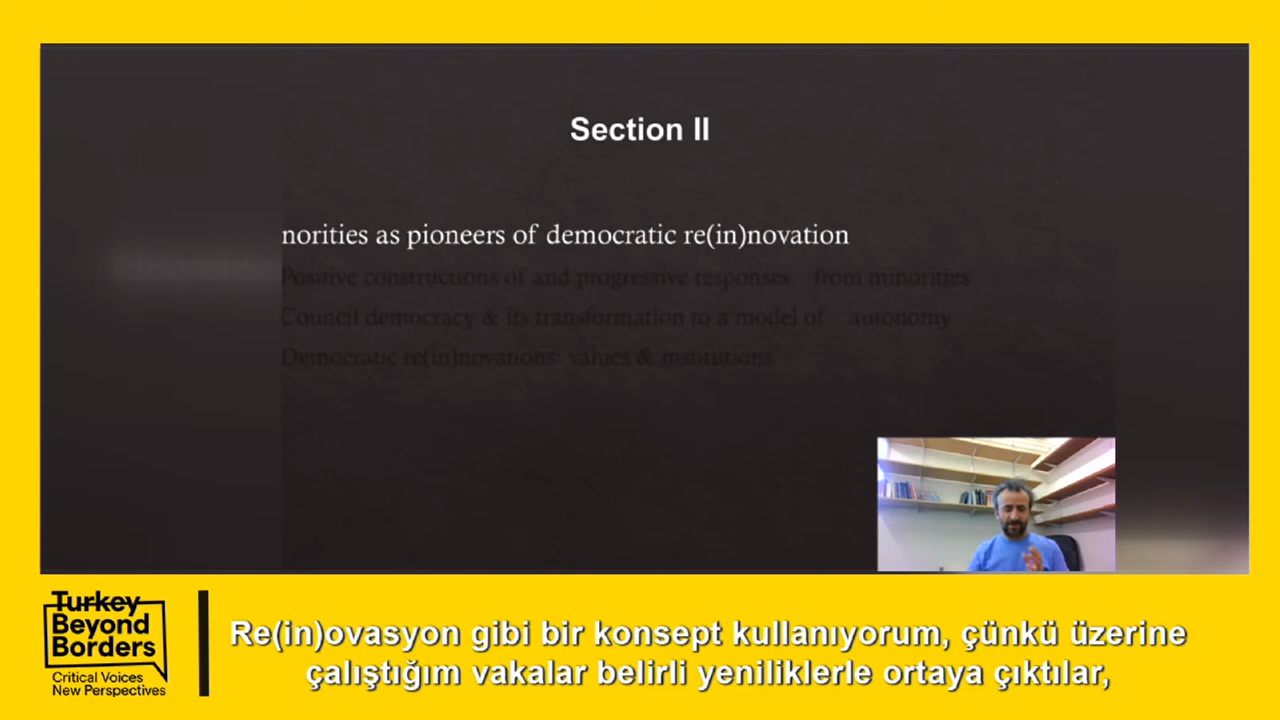 Section II
norities as pioneers of democratic re(in)novation
Positive constructions of and progressive responses from minorities
Council democracy & its transformation to a model of autonomy
Democratic re(in)novations: values & institutions
Turkey
Beyond
Borders
Critical Voices
New Perspectives
Re(in)ovasyon gibi bir konsept kullanıyorum, çünkü üzerine
çalıştığım vakalar belirli yeniliklerle ortaya çıktılar,